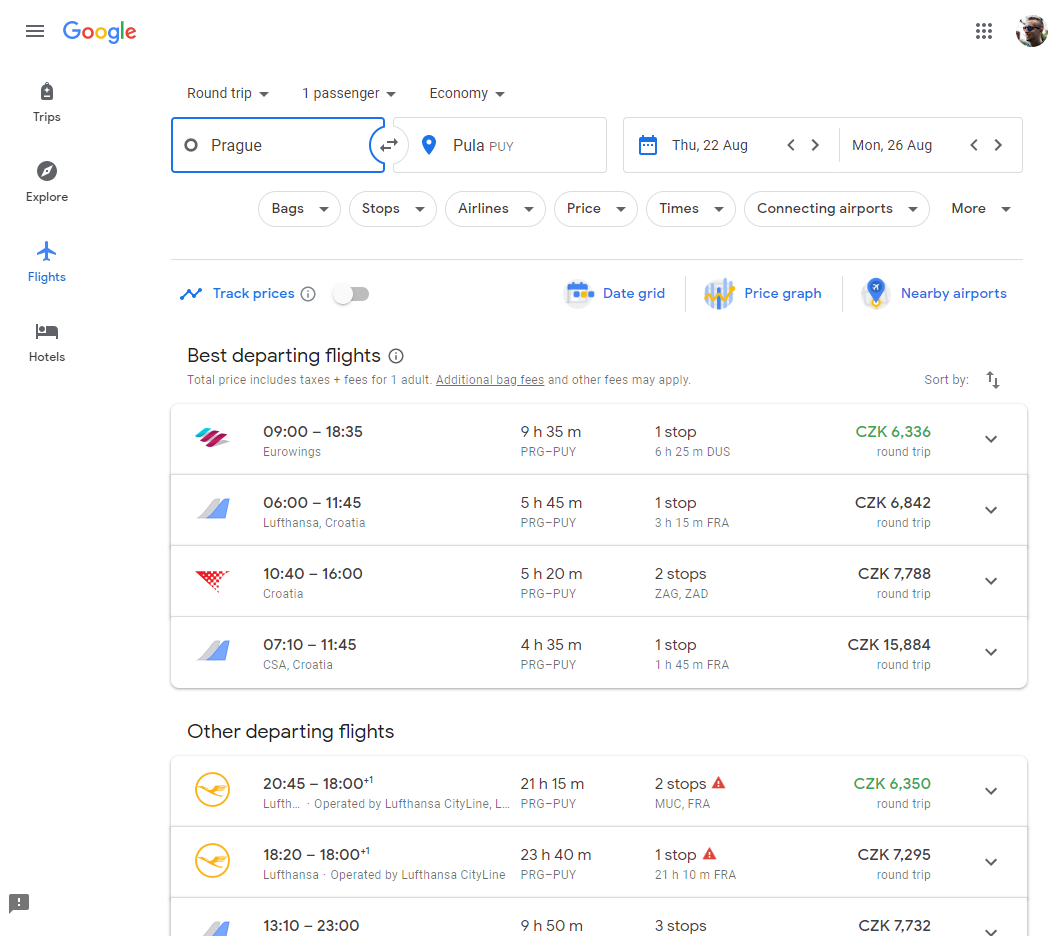 Google
Trips
Explore
Flights
Hotels
Round trip 1 passenger Economy
Prague Pula PUY Thu, 22 Aug Mon, 26 Aug
Bags Stops Airlines Price Times Connecting airports More
Track prices Date grid Price graph Nearby airports
Best departing flights
Total price includes taxes + fees for 1 adult. Additional bag fees and other fees may apply. Sort by:
09:00 – 18:35 9 h 35 m 1 stop CZK 6,336
Eurowings PRG–PUY 6 h 25 m DUS round trip
06:00 – 11:45 5 h 45 m 1 stop CZK 6,842
Lufthansa, Croatia PRG–PUY 3 h 15 m FRA round trip
10:40 – 16:00 5 h 20 m 2 stops CZK 7,788
Croatia PRG–PUY ZAG, ZAD round trip
07:10 – 11:45 4 h 35 m 1 stop CZK 15,884
CSA, Croatia PRG–PUY 1 h 45 m FRA round trip
Other departing flights
20:45 – 18:00+1 21 h 15 m 2 stops CZK 6,350
Lufth... · Operated by Lufthansa CityLine, L... PRG–PUY MUC, FRA round trip
18:20 – 18:00+1 23 h 40 m 1 stop CZK 7,295
Lufthansa · Operated by Lufthansa CityLine PRG–PUY 21 h 10 m FRA round trip
13:10 – 23:00 9 h 50 m 3 stops CZK 7,732